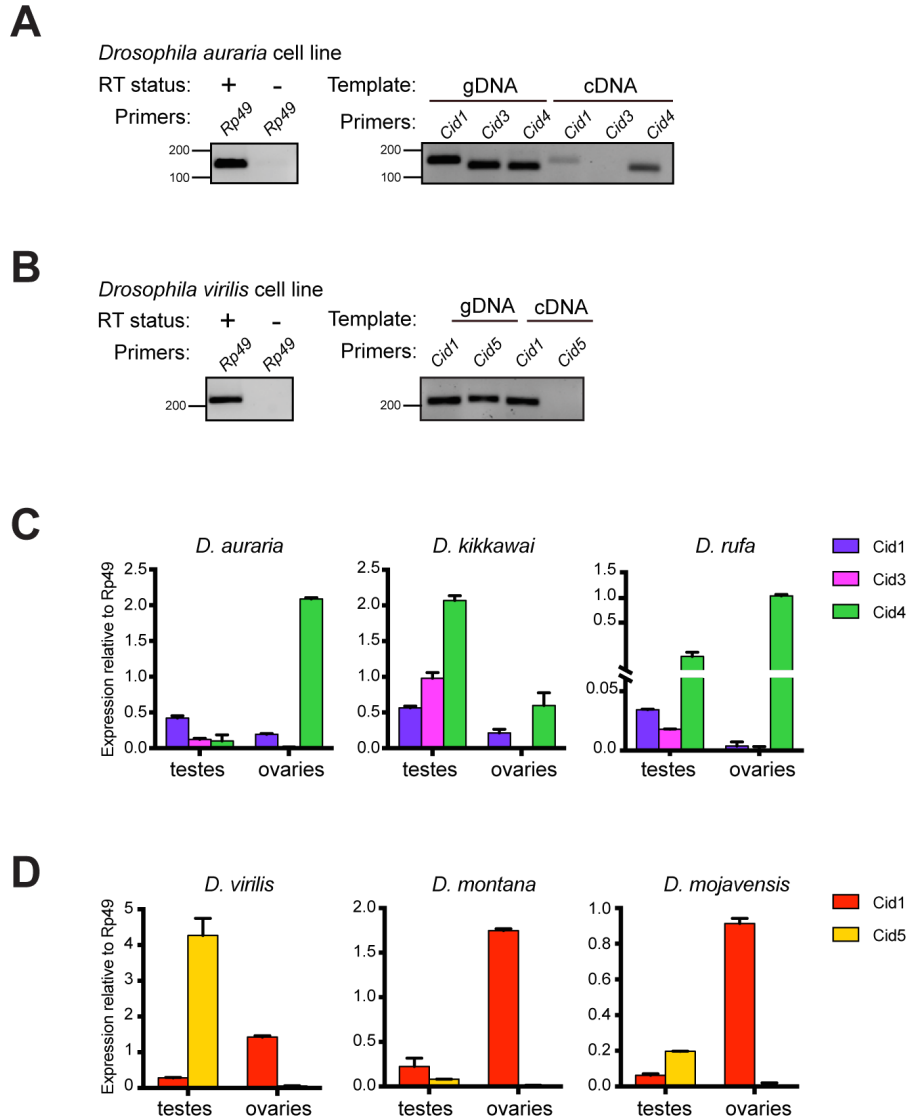 A
Drosophila auraria cell line
RT status: + -
Primers: Rp49 Rp49
200
100
Template: gDNA cDNA
Primers: Cid1 Cid3 Cid4 Cid1 Cid3 Cid4
200
100
B
Drosophila virilis cell line
RT status: + -
Primers: Rp49 Rp49
200
Template: gDNA cDNA
Primers: Cid1 Cid5 Cid1 Cid5
200
C
Expression relative to Rp49
D. auraria
2.5
2.0
1.5
1.0
0.5
0.0
testes ovaries
D. kikkawai
2.5
2.0
1.5
1.0
0.5
0.0
testes ovaries
D. rufa
1.5
1.0
0.5
0.05
0.0
testes ovaries
Cid1
Cid3
Cid4
D
Expression relative to Rp49
D. virilis
5
4
3
2
1
0
testes ovaries
D. montana
2.0
1.5
1.0
0.5
0.0
testes ovaries
D. mojavensis
1.0
0.8
0.6
0.4
0.2
0.0
testes ovaries
Cid1
Cid5